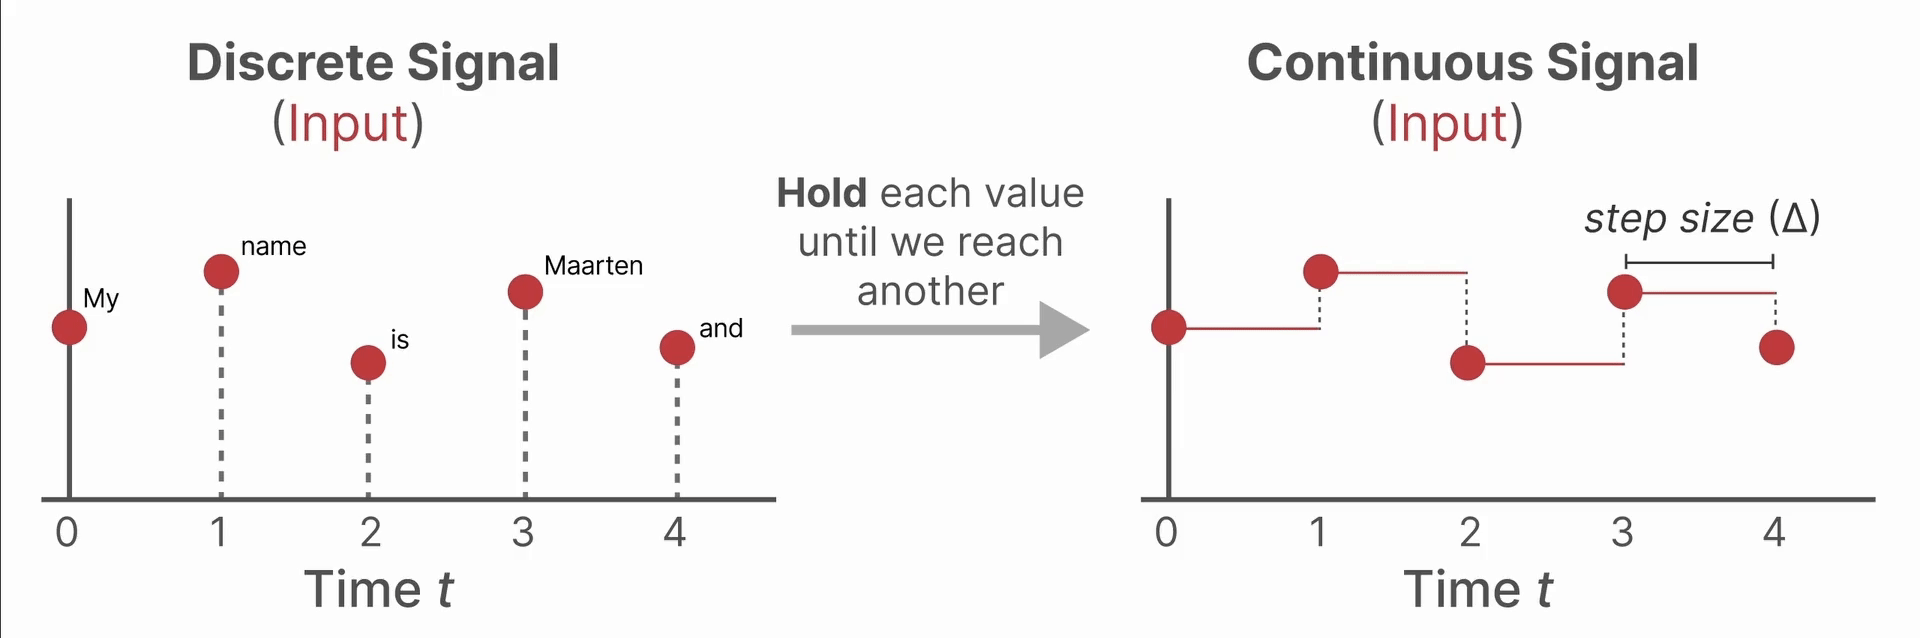 Discrete Signal
(Input)
My
name
is
Maarten
and
0 1 2 3 4
Time t
Hold each value
until we reach
another
Continuous Signal
(Input)
step size (Δ)
0 1 2 3 4
Time t